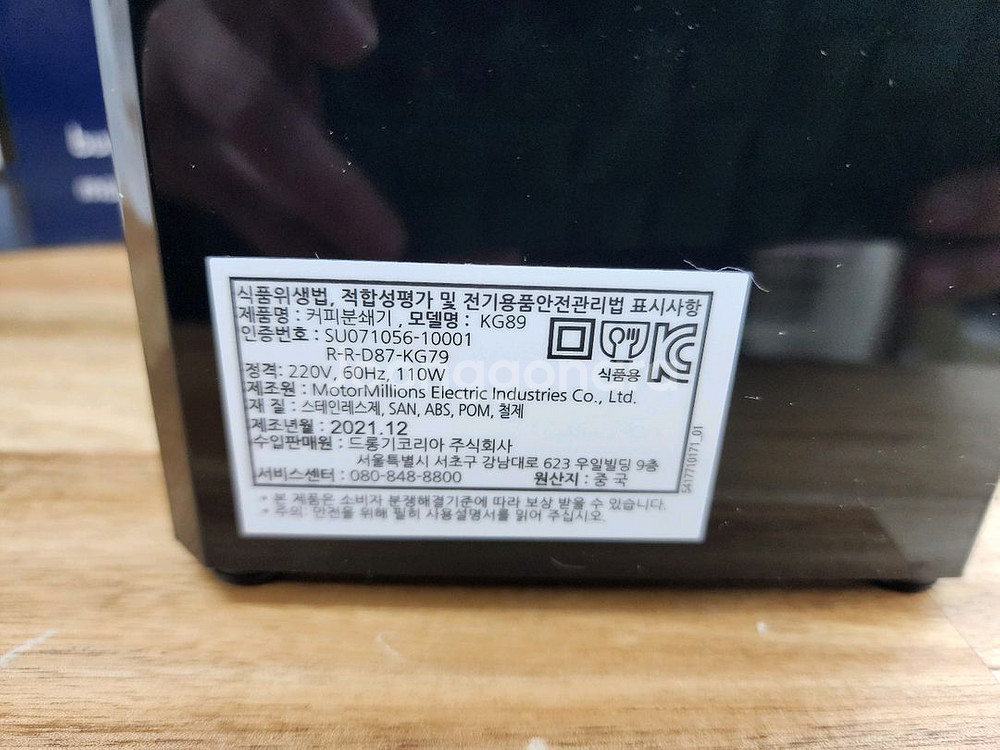 식품위생법, 적합성평가 및 전기용품안전관리법 표시사항
제품명 : 커피분쇄기 , 모델명 : KG89
인증번호 : SU071056-10001
R-R-D87-KG79
식품용
정격: 220V, 60Hz, 110W
제조원 : MotorMillions Electric Industries Co., Ltd.
재 질 : 스테인레스제, SAN, ABS, POM, 철제
제조년월 : 2021.12
수입판매원 : 드롱기코리아 주식회사
서울특별시 서초구 강남대로 623 우일빌딩 9층
서비스센터 : 080-848-8800 원산지 : 중 국
5417710171_01
* 본 제품은 소비자 분쟁해결기준에 따라 보상 받을 수 있습니다.
* 주의: 안전을 위해 필히 사용설명서를 읽어 주십시오.